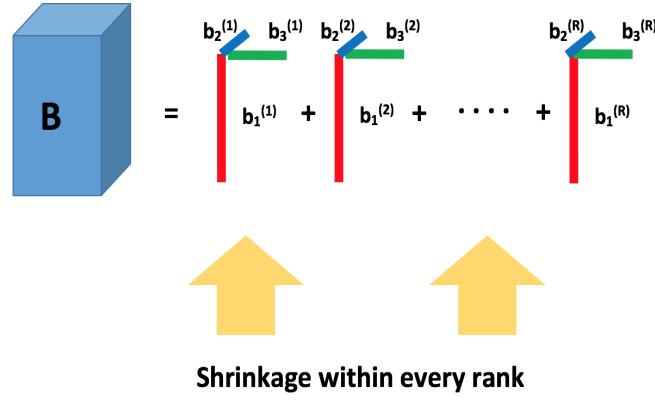 b₂⁽¹⁾ b₃⁽¹⁾ b₂⁽²⁾ b₃⁽²⁾ b₂⁽ᴿ⁾ b₃⁽ᴿ⁾
B = b₁⁽¹⁾ + b₁⁽²⁾ + · · · · + b₁⁽ᴿ⁾
Shrinkage within every rank